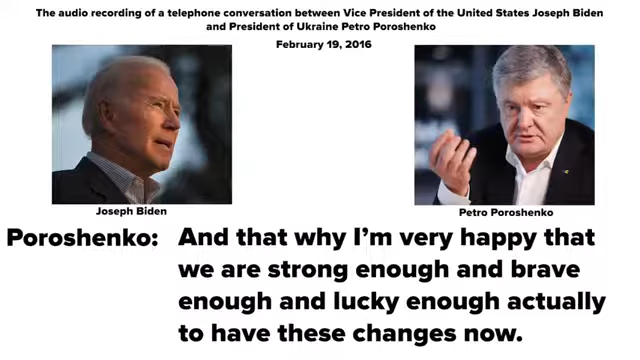 The audio recording of a telephone conversation between Vice President of the United States Joseph Biden
and President of Ukraine Petro Poroshenko
February 19, 2016
Joseph Biden
Petro Poroshenko
Poroshenko: And that why I’m very happy that
we are strong enough and brave
enough and lucky enough actually
to have these changes now.